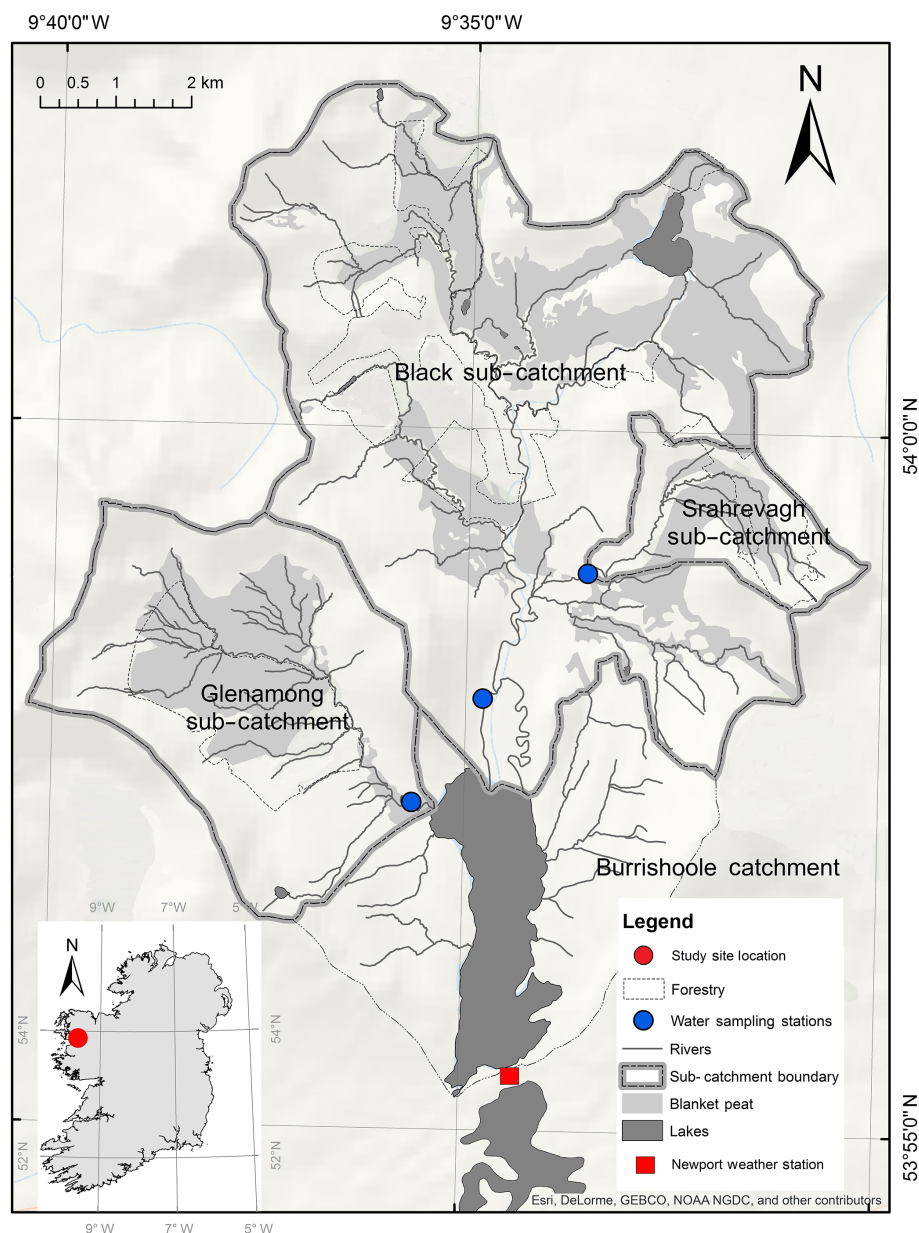 9°40'0"W
9°35'0"W
0 0.5 1 2 km
N
Black sub-catchment
54°0'0"N
Srahrevagh
sub-catchment
Glenamong
sub-catchment
Burrishoole catchment
9°W 7°W 5°W
N
54°N
54°N
52°N
52°N
9° W 7° W 5° W
Legend
Study site location
Forestry
Water sampling stations
Rivers
Sub-catchment boundary
Blanket peat
Lakes
Newport weather station
53°55'0"N
Esri, DeLorme, GEBCO, NOAA NGDC, and other contributors